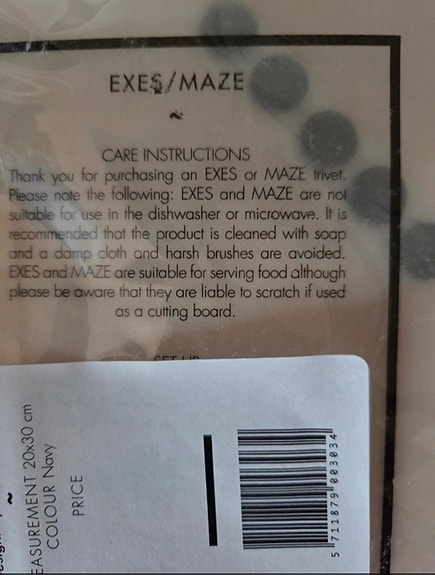 EXES/MAZE
~
CARE INSTRUCTIONS
Thank you for purchasing an EXES or MAZE trivet.
Please note the following: EXES and MAZE are not
suitable for use in the dishwasher or microwave. It is
recommended that the product is cleaned with soap
and a damp cloth and harsh brushes are avoided.
EXES and MAZE are suitable for serving food although
please be aware that they are liable to scratch if used
as a cutting board.
EASUREMENT 20x30 cm
COLOUR Navy
PRICE
5 711879 003034